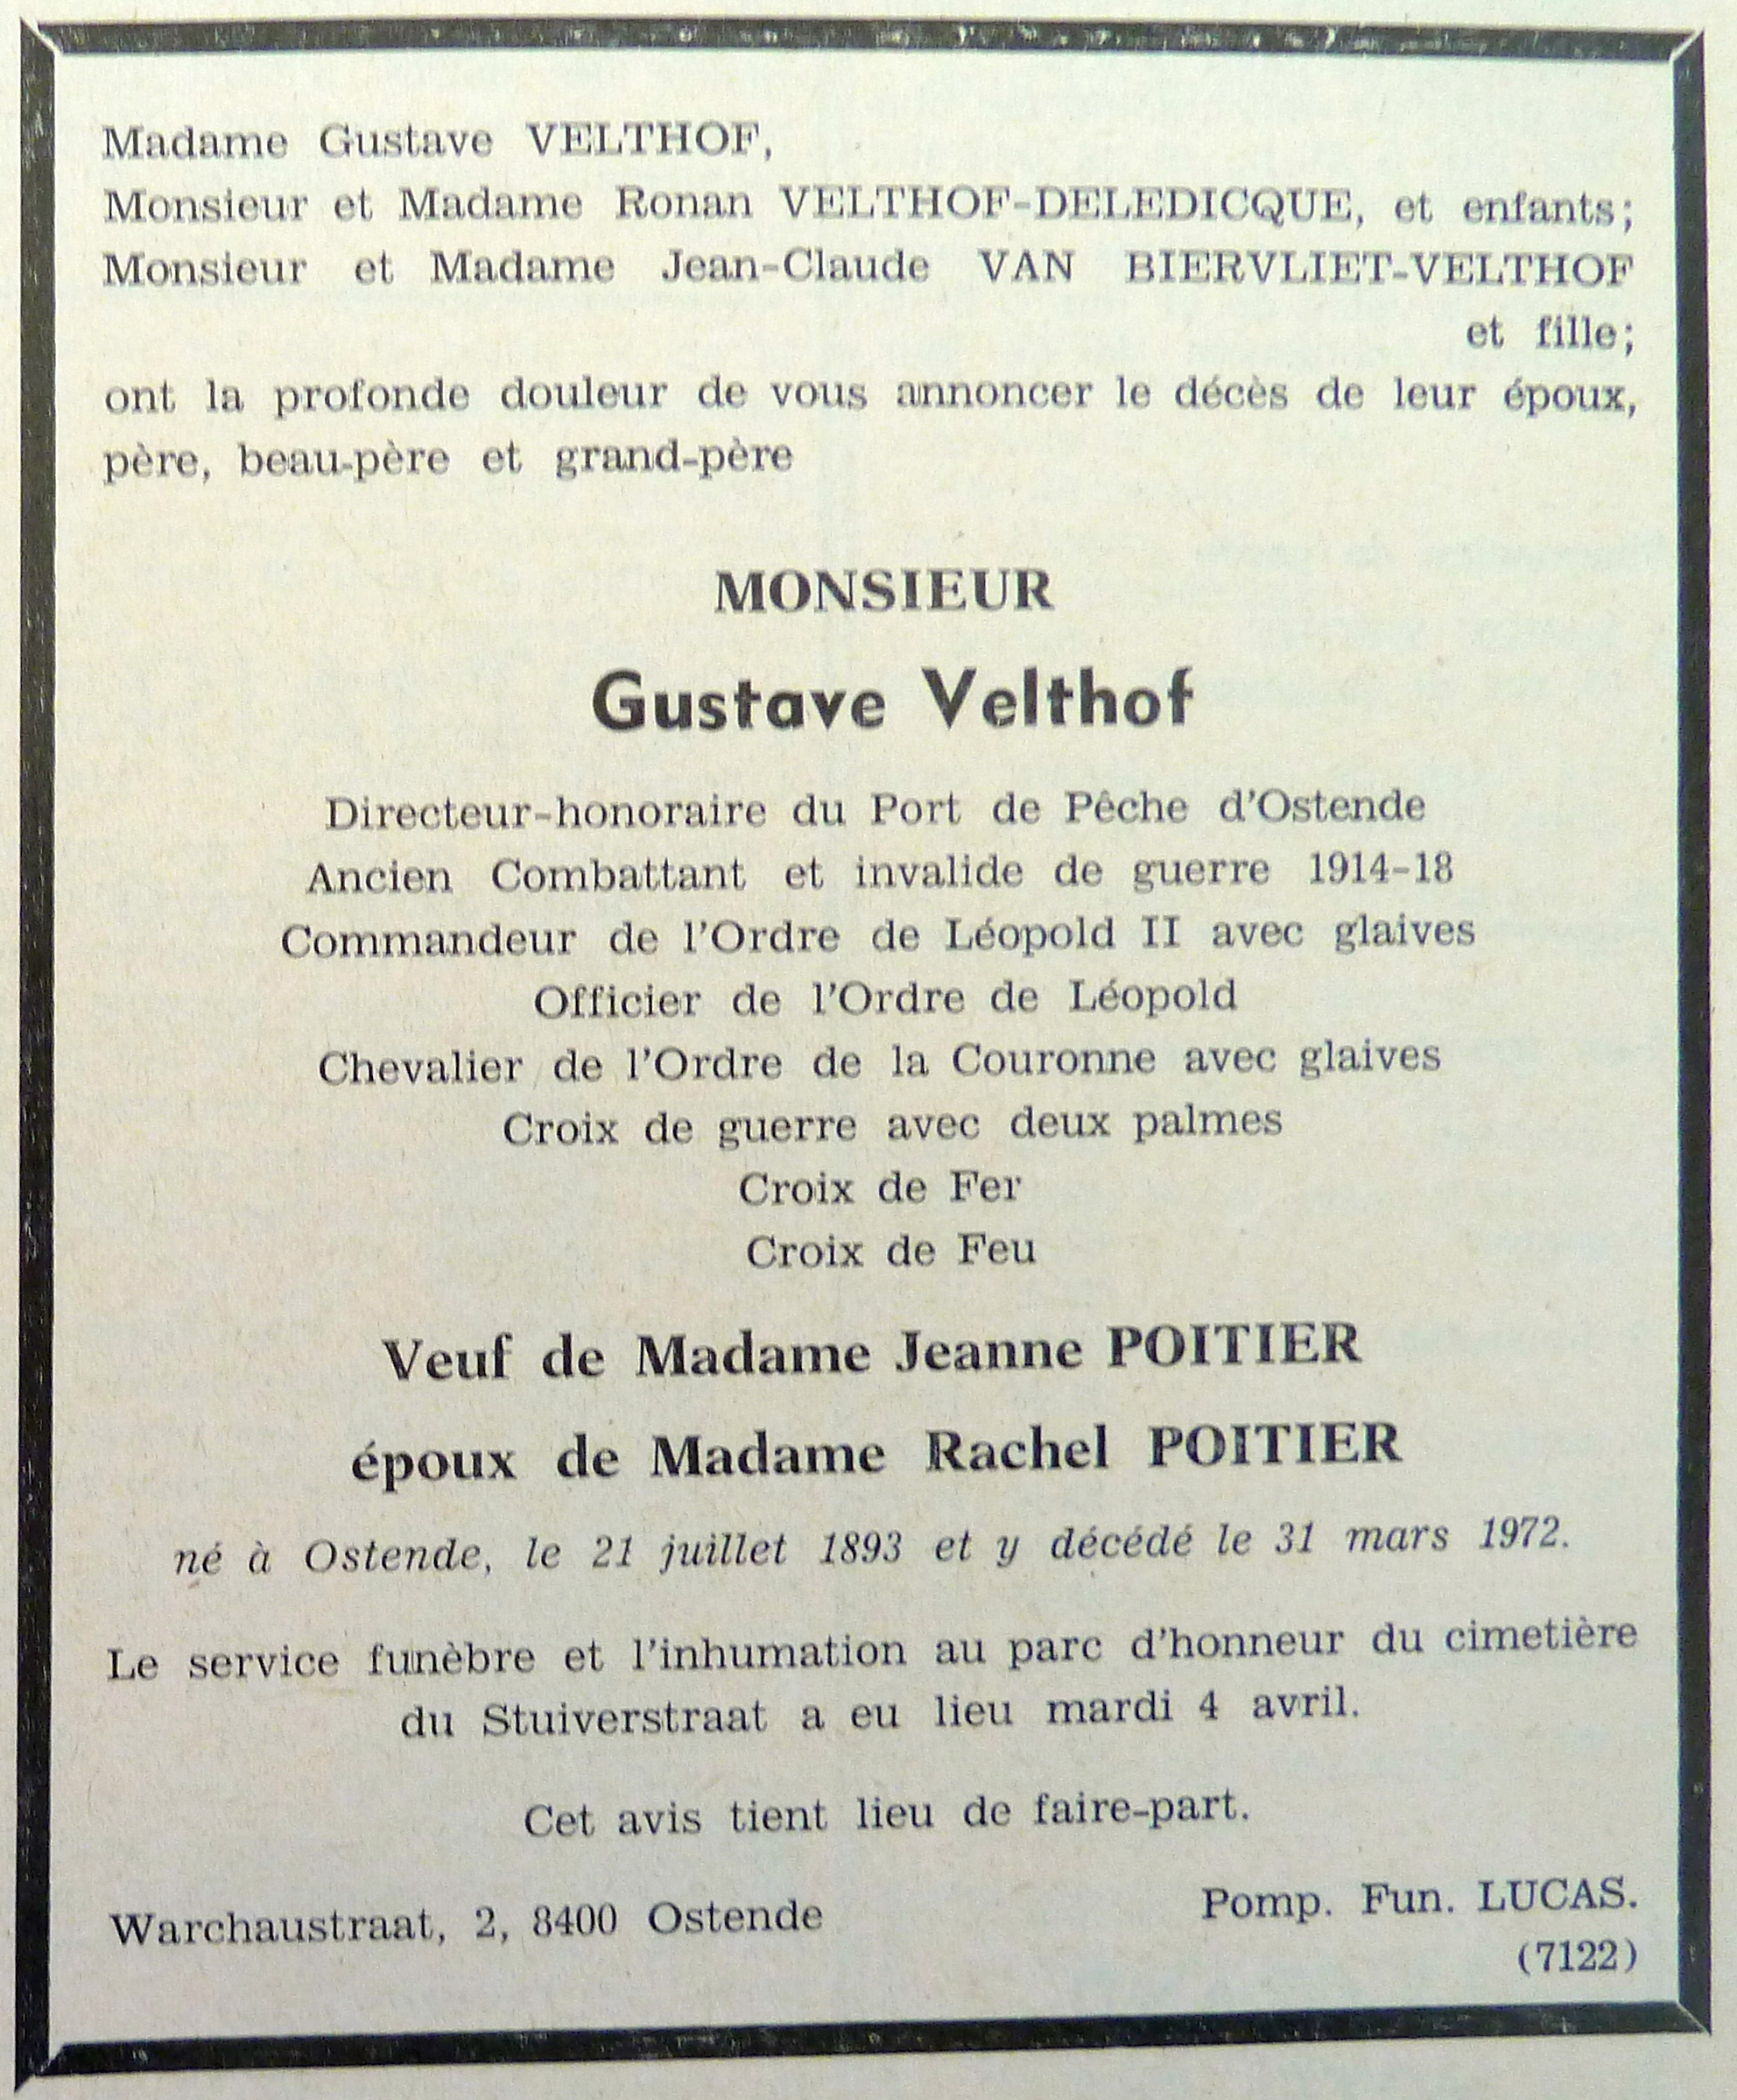 Madame Gustave VELTHOF,
Monsieur et Madame Ronan VELTHOF-DELEDICQUE, et enfants;
Monsieur et Madame Jean-Claude VAN BIERVLIET-VELTHOF
et fille;
ont la profonde douleur de vous annoncer le décès de leur époux,
père, beau-père et grand-père
MONSIEUR
Gustave Velthof
Directeur-honoraire du Port de Pêche d'Ostende
Ancien Combattant et invalide de guerre 1914-18
Commandeur de l'Ordre de Léopold II avec glaives
Officier de l'Ordre de Léopold
Chevalier de l'Ordre de la Couronne avec glaives
Croix de guerre avec deux palmes
Croix de Fer
Croix de Feu
Veuf de Madame Jeanne POITIER
époux de Madame Rachel POITIER
né à Ostende, le 21 juillet 1893 et y décédé le 31 mars 1972.
Le service funèbre et l'inhumation au parc d'honneur du cimetière
du Stuiverstraat a eu lieu mardi 4 avril.
Cet avis tient lieu de faire-part.
Warchaustraat, 2, 8400 Ostende
Pomp. Fun. LUCAS.
(7122)